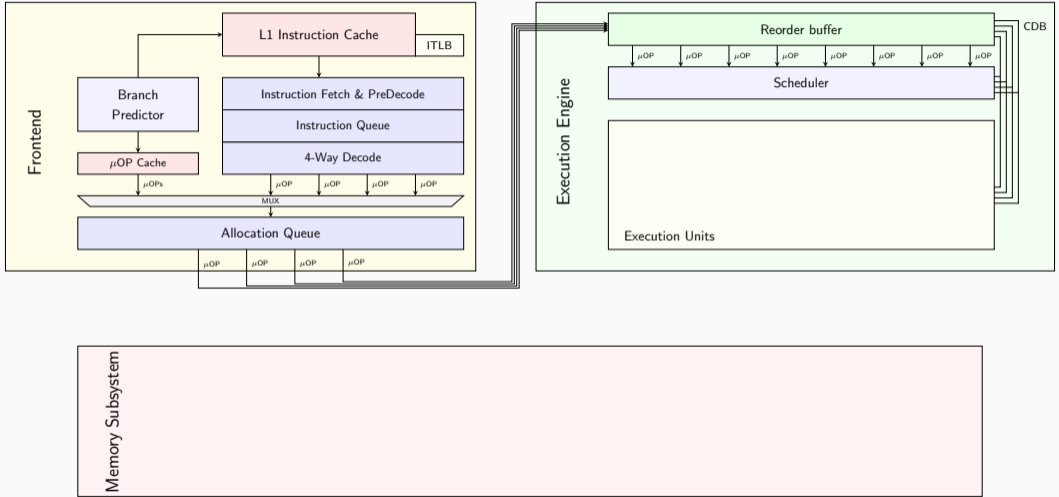 Frontend
L1 Instruction Cache
ITLB
Branch
Predictor
μOP Cache
μOPs
Instruction Fetch & PreDecode
Instruction Queue
4-Way Decode
μOP μOP μOP μOP
MUX
Allocation Queue
μOP μOP μOP μOP
Execution Engine
Reorder buffer
CDB
μOP μOP μOP μOP μOP μOP μOP μOP
Scheduler
Execution Units
Memory Subsystem